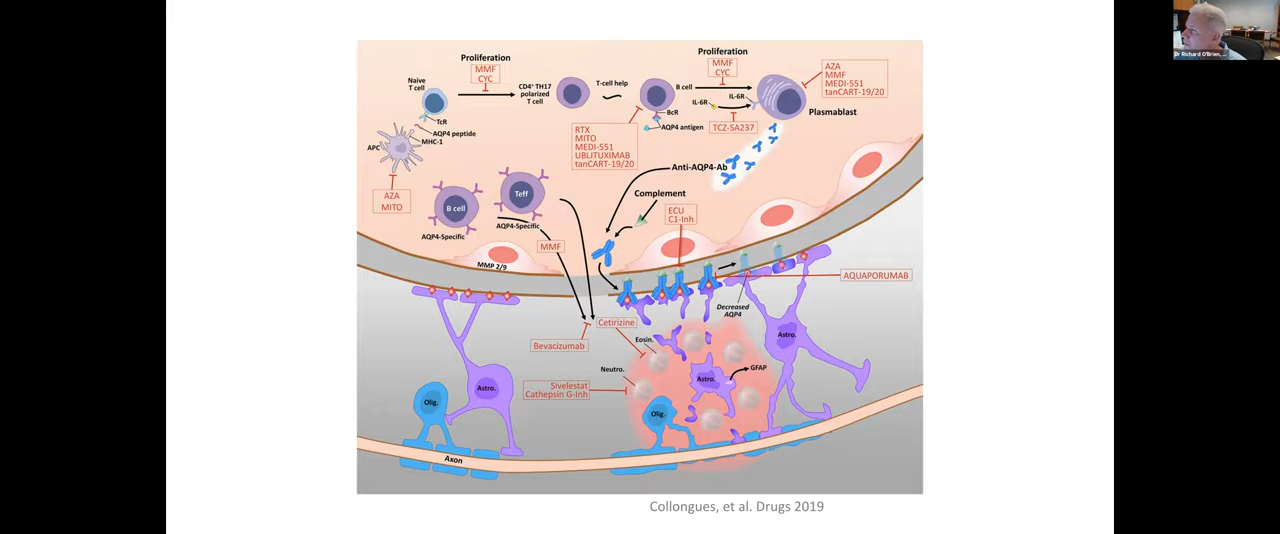 Proliferation
MMF
CYC
Naive
T cell
CD4⁺ TH17
polarized
T cell
T-cell help
TcR
AQP4 peptide
MHC-1
APC
AZA
MITO
Proliferation
MMF
CYC
B cell
IL-6R
IL-6R
BcR
AQP4 antigen
TCZ-SA237
AZA
MMF
MEDI-551
tanCART-19/20
Plasmablast
RTX
MITO
MEDI-551
UBLITUXIMAB
tanCART-19/20
Anti-AQP4-Ab
Complement
ECU
C1-Inh
B cell
AQP4-Specific
Teff
AQP4-Specific
MMF
MMP 2/9
AQUAPORUMAB
Decreased
AQP4
Cetirizine
Bevacizumab
Eosin.
Neutro.
Sivelestat
Cathepsin G-Inh
Astro.
GFAP
Astro.
Astro.
Olig.
Olig.
Axon
Collongues, et al. Drugs 2019
Dr Richard O'Brien, ...